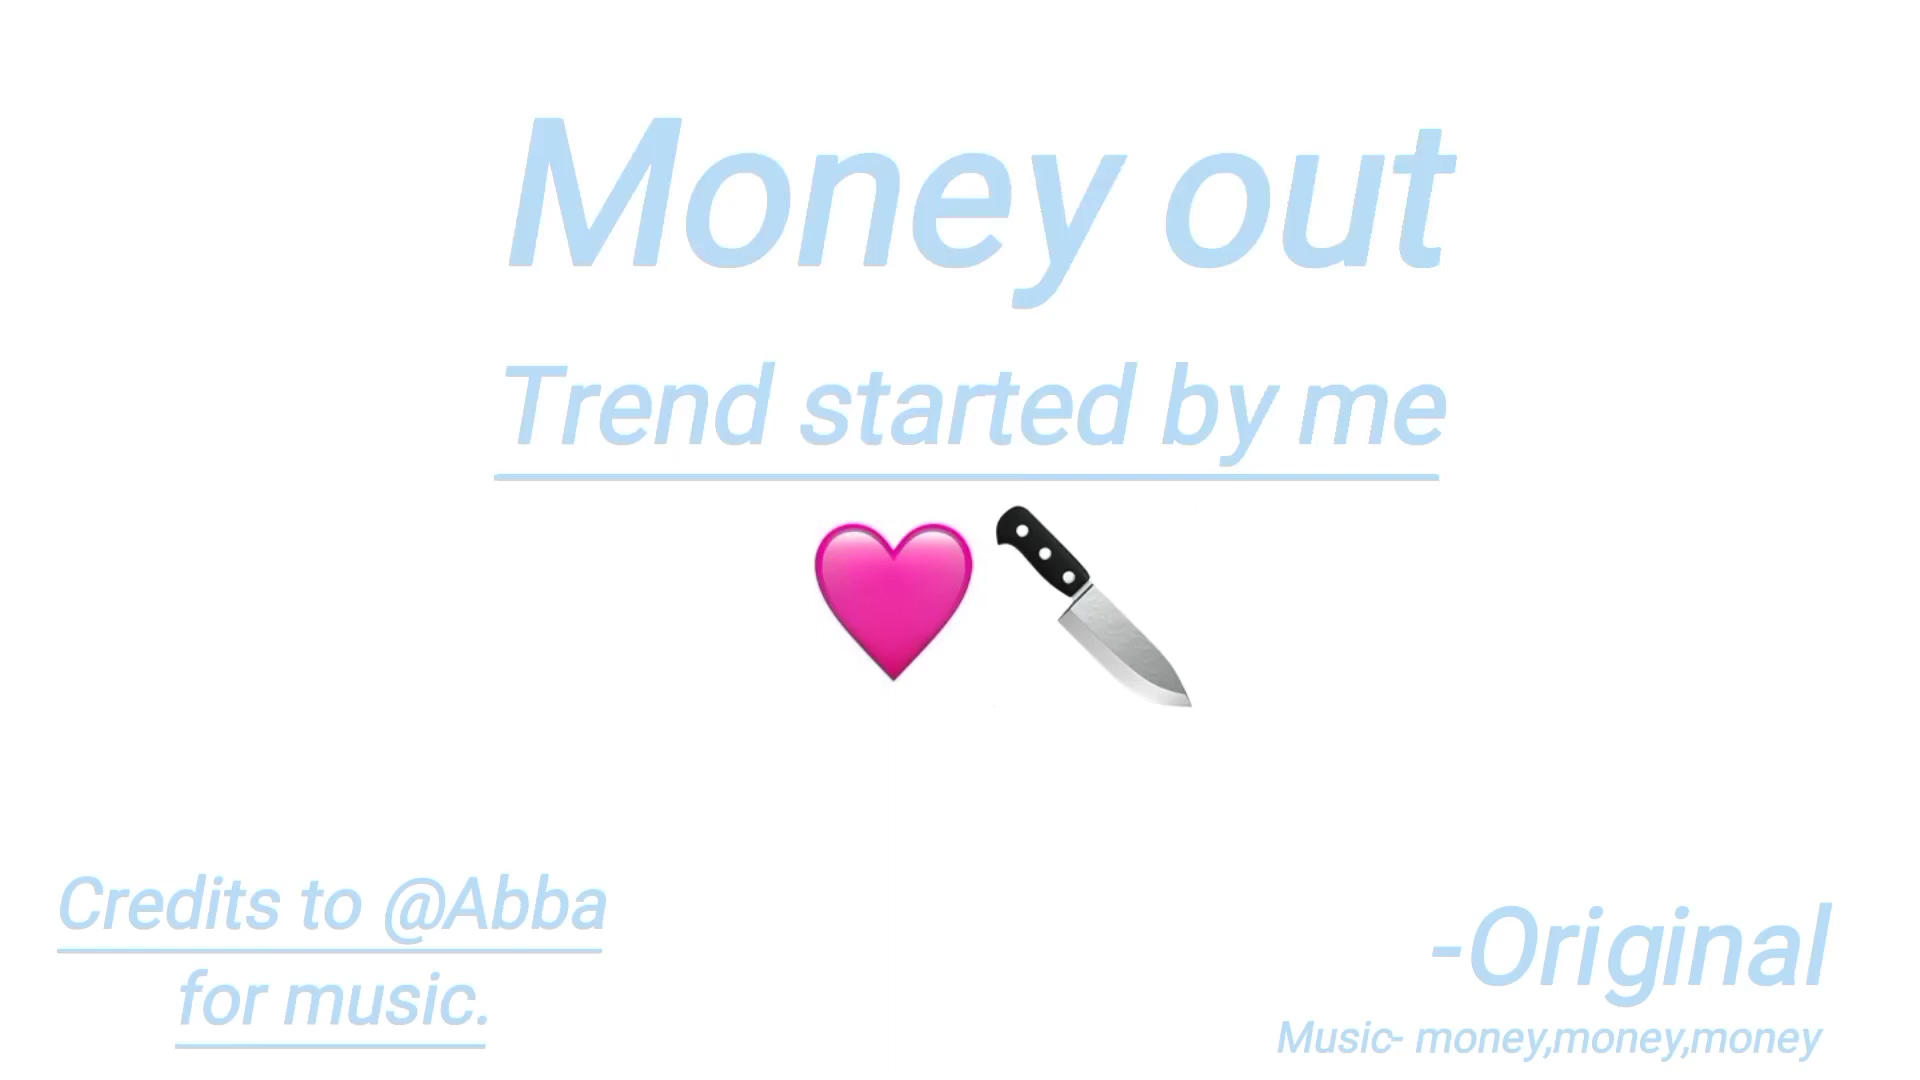 Money out
Trend started by me
🩷🔪
Credits to @Abba
for music.
-Original
Music- money,money,money